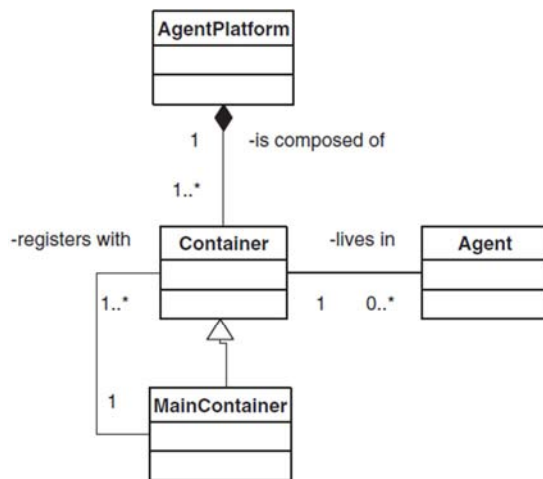 AgentPlatform
1 -is composed of
1..*
-registers with Container -lives in Agent
1..* 1 0..*
1 MainContainer